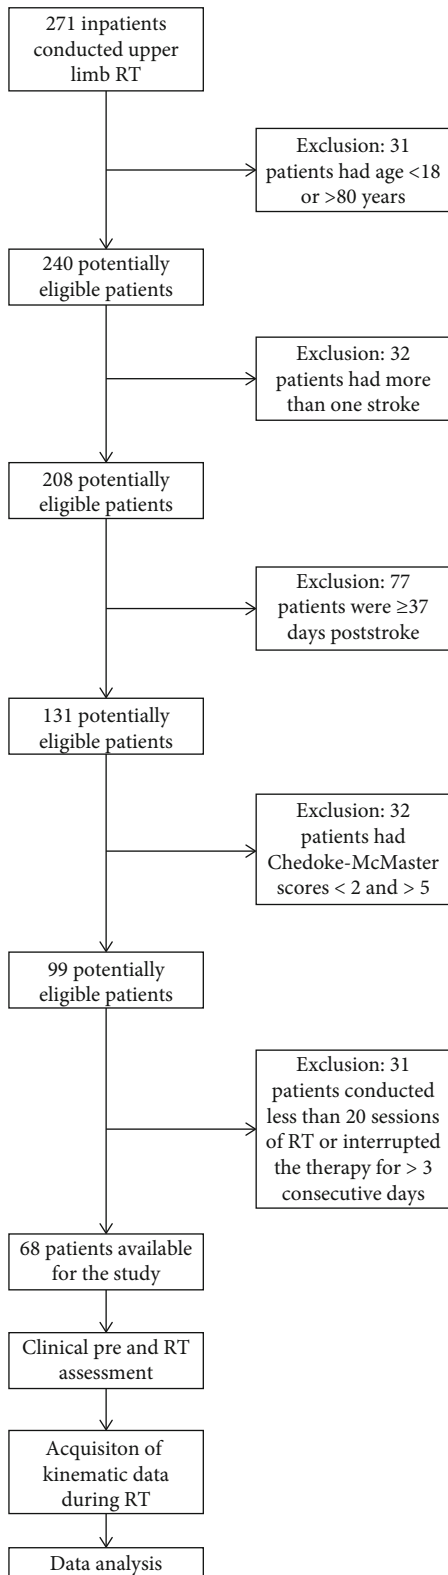 271 inpatients
conducted upper
limb RT
Exclusion: 31
patients had age <18
or >80 years
240 potentially
eligible patients
Exclusion: 32
patients had more
than one stroke
208 potentially
eligible patients
Exclusion: 77
patients were ≥37
days poststroke
131 potentially
eligible patients
Exclusion: 32
patients had
Chedoke-McMaster
scores < 2 and > 5
99 potentially
eligible patients
Exclusion: 31
patients conducted
less than 20 sessions
of RT or interrupted
the therapy for > 3
consecutive days
68 patients available
for the study
Clinical pre and RT
assessment
Acquisiton of
kinematic data
during RT
Data analysis